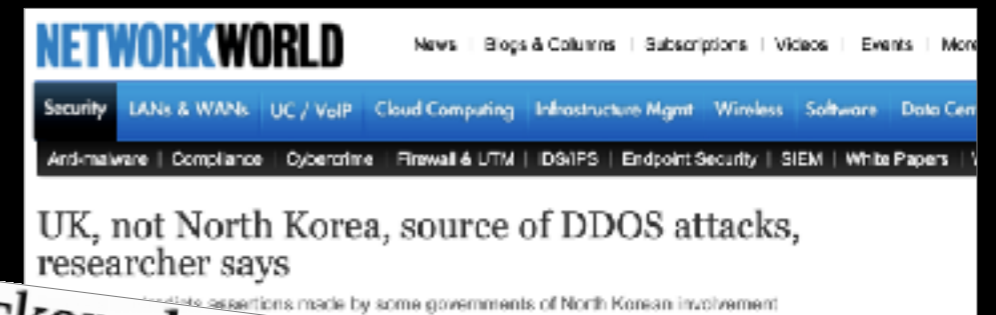 NETWORKWORLD
News | Blogs & Columns | Subscriptions | Videos | Events | More
Security LANs & WANs UC / VoIP Cloud Computing Infrastructure Mgmt Wireless Software Data Cen
Anti-malware | Compliance | Cybercrime | Firewall & UTM | IDS/IPS | Endpoint Security | SIEM | White Papers |
UK, not North Korea, source of DDOS attacks,
researcher says
assertions made by some governments of North Korean involvement